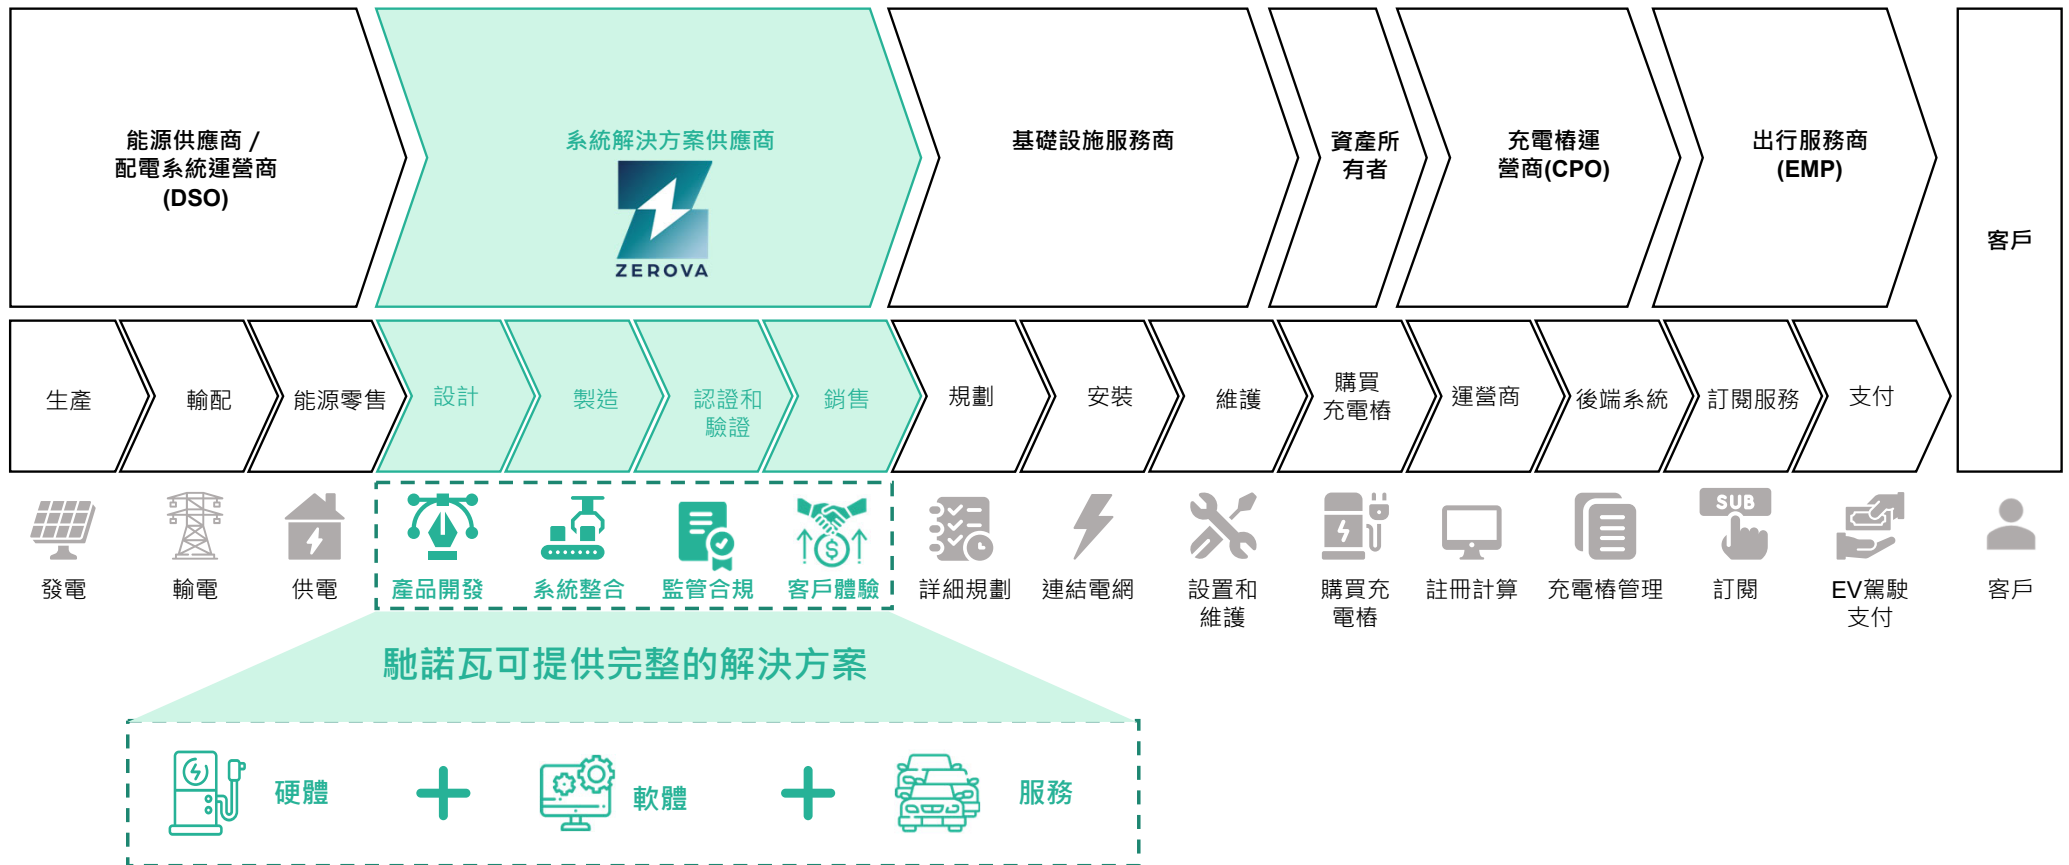 能源供應商 /
配電系統運營商
(DSO)
系統解決方案供應商
ZEROVA
基礎設施服務商
資產所
有者
充電樁運
營商(CPO)
出行服務商
(EMP)
客戶
生產
輸配
能源零售
設計
製造
認證和
驗證
銷售
規劃
安裝
維護
購買
充電樁
運營商
後端系統
訂閱服務
支付
SUB
發電
輸電
供電
產品開發
系統整合
監管合規
客戶體驗
詳細規劃
連結電網
設置和
維護
購買充
電樁
註冊計算
充電樁管理
訂閱
EV駕駛
支付
客戶
馳諾瓦可提供完整的解決方案
硬體
軟體
服務